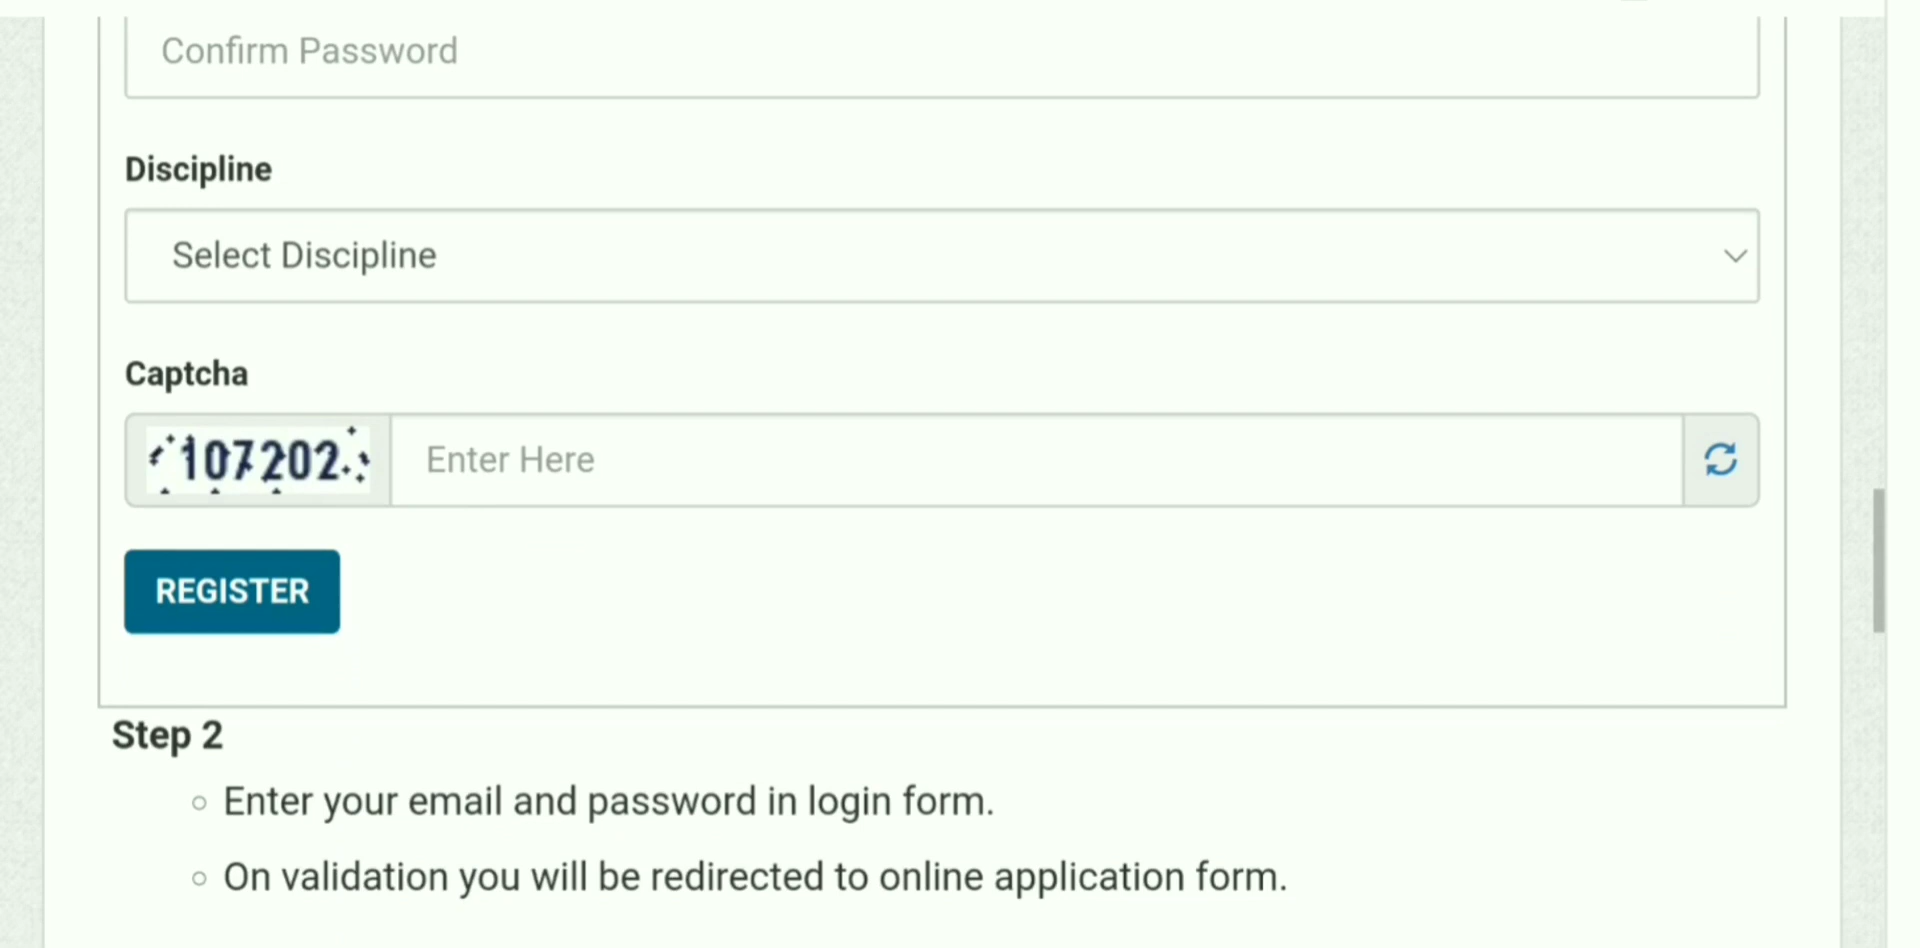 Confirm Password
Discipline
Select Discipline
Captcha
107202
Enter Here
REGISTER
Step 2
Enter your email and password in login form.
On validation you will be redirected to online application form.